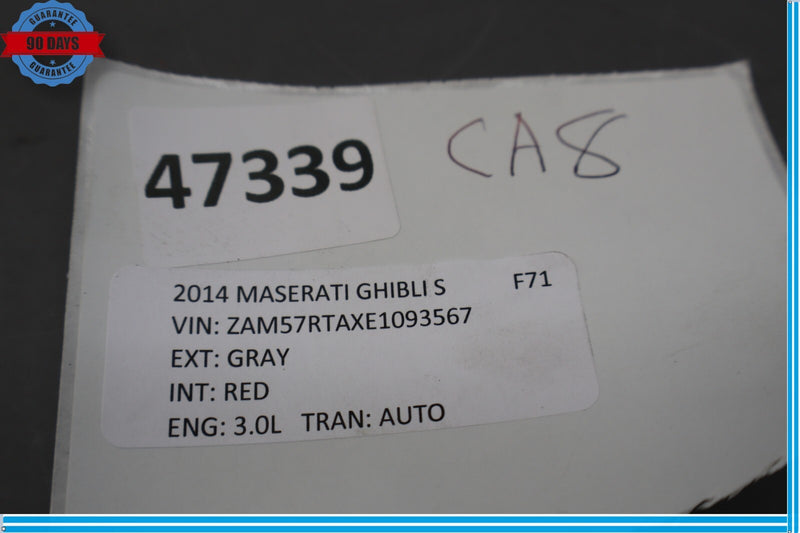 GUARANTEE
90 DAYS
GUARANTEE
47339
CA8
2014 MASERATI GHIBLI S F71
VIN: ZAM57RTAXE1093567
EXT: GRAY
INT: RED
ENG: 3.0L TRAN: AUTO